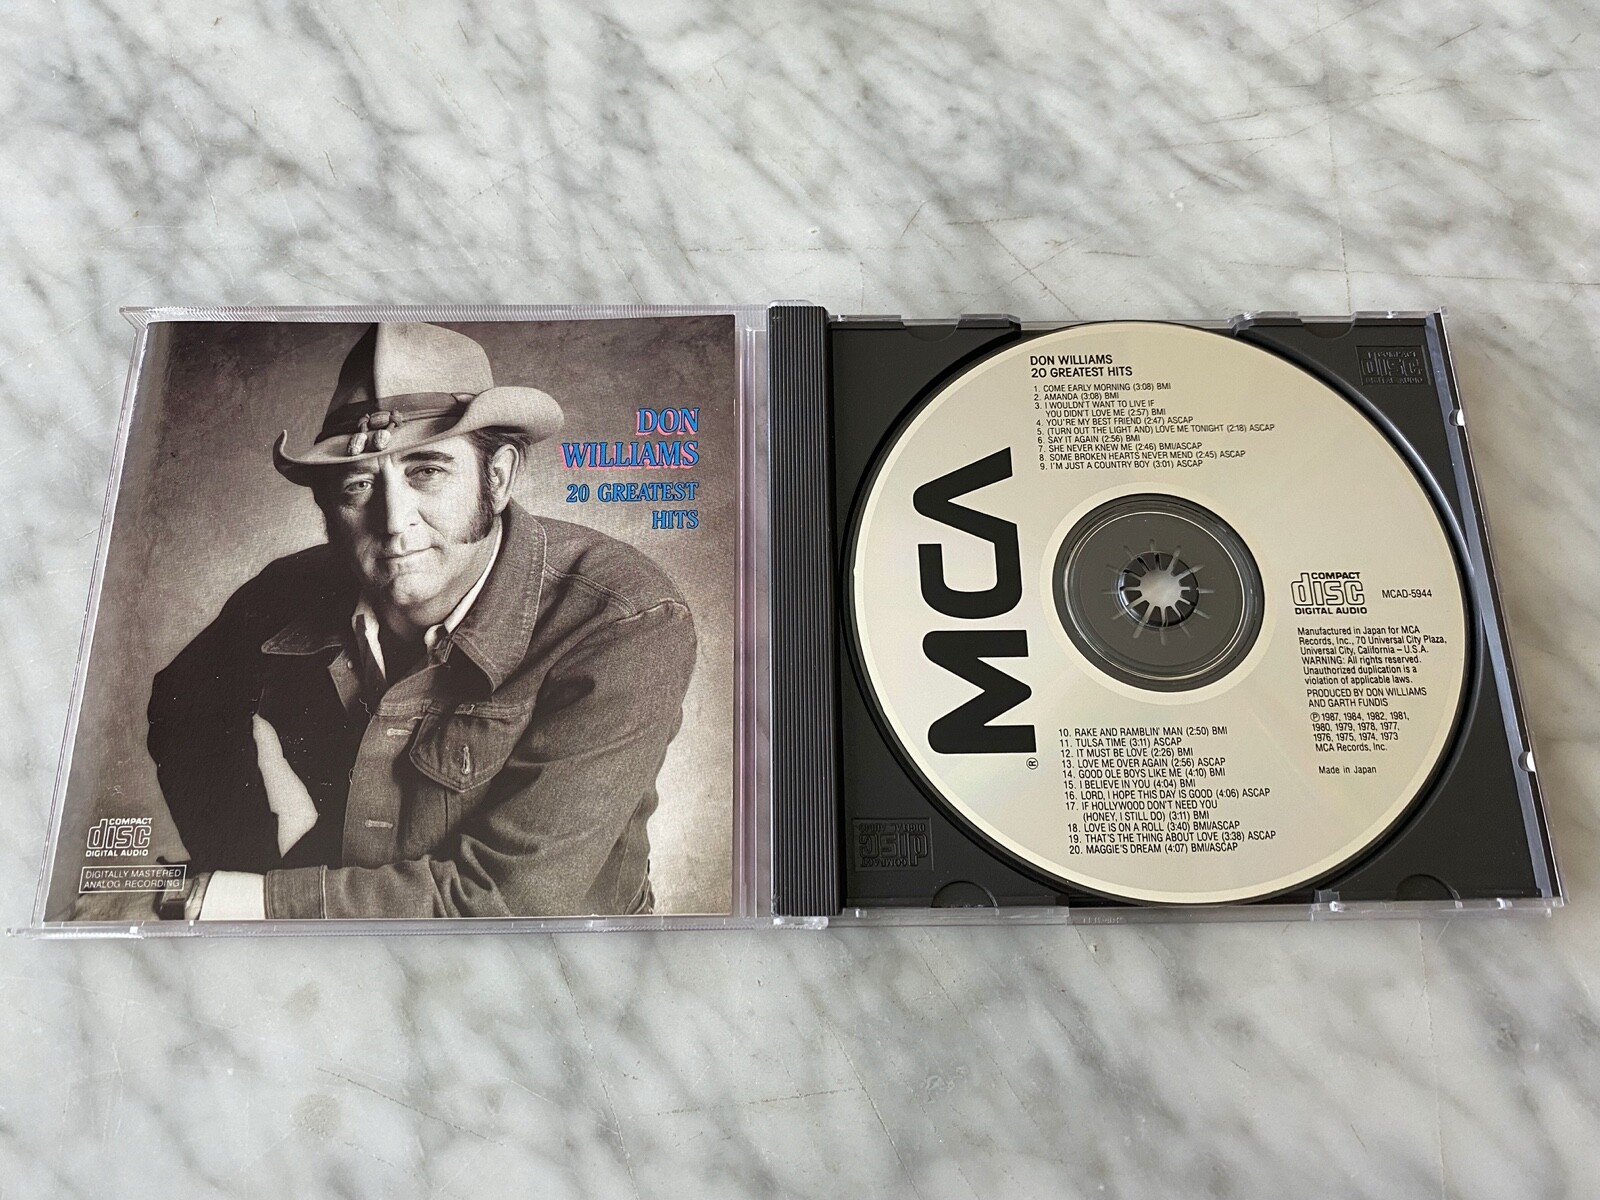 DON
WILLIAMS
20 GREATEST
HITS
COMPACT
disc
DIGITAL AUDIO
DIGITALLY MASTERED
ANALOG RECORDING
DON WILLIAMS
20 GREATEST HITS
1. COME EARLY MORNING (3:08) BMI
2. AMANDA (3:08) BMI
3. I WOULDN'T WANT TO LIVE IF
YOU DIDN'T LOVE ME (2:57) BMI
4. YOU'RE MY BEST FRIEND (2:47) ASCAP
5. (TURN OUT THE LIGHT AND) LOVE ME TONIGHT (2:18) ASCAP
6. SAY IT AGAIN (2:56) BMI
7. SHE NEVER KNEW ME (2:46) BMI/ASCAP
8. SOME BROKEN HEARTS NEVER MEND (2:45) ASCAP
9. I'M JUST A COUNTRY BOY (3:01) ASCAP
MCA
®
COMPACT
disc
DIGITAL AUDIO
MCAD-5944
Manufactured in Japan for MCA
Records, Inc., 70 Universal City Plaza,
Universal City, California – U.S.A.
WARNING: All rights reserved.
Unauthorized duplication is a
violation of applicable laws.
PRODUCED BY DON WILLIAMS
AND GARTH FUNDIS
℗ 1987, 1984, 1982, 1981,
1980, 1979, 1978, 1977,
1976, 1975, 1974, 1973
MCA Records, Inc.
Made in Japan
10. RAKE AND RAMBLIN' MAN (2:50) BMI
11. TULSA TIME (3:11) ASCAP
12. IT MUST BE LOVE (2:26) BMI
13. LOVE ME OVER AGAIN (2:56) ASCAP
14. GOOD OLE BOYS LIKE ME (4:10) BMI
15. I BELIEVE IN YOU (4:04) BMI
16. LORD, I HOPE THIS DAY IS GOOD (4:06) ASCAP
17. IF HOLLYWOOD DON'T NEED YOU
(HONEY, I STILL DO) (3:11) BMI
18. LOVE IS ON A ROLL (3:40) BMI/ASCAP
19. THAT'S THE THING ABOUT LOVE (3:38) ASCAP
20. MAGGIE'S DREAM (4:07) BMI/ASCAP
COMPACT
disc
DIGITAL AUDIO
COMPACT
disc
DIGITAL AUDIO